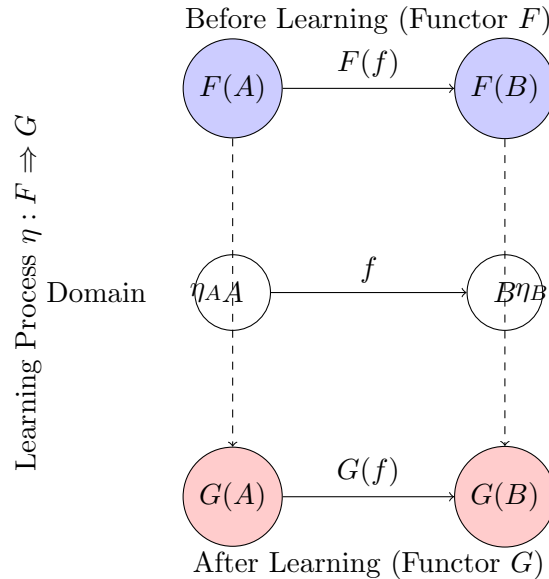 Before Learning (Functor F)
F(A)
F(f)
F(B)
Learning Process η : F ⇒ G
Domain
η_A
A
f
B
η_B
G(A)
G(f)
G(B)
After Learning (Functor G)